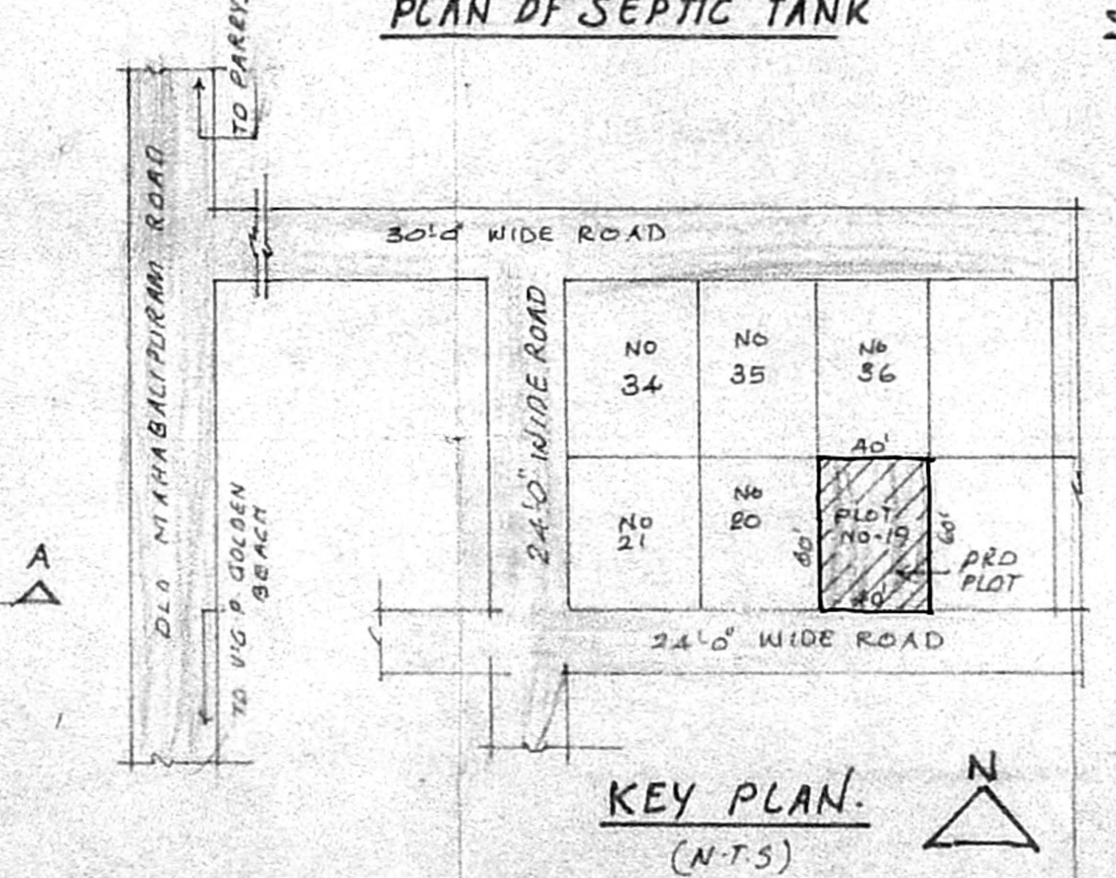 PLAN OF SEPTIC TANK
TO PARRY
OLD MAHABALIPURAM ROAD
30'0" WIDE ROAD
24'0" WIDE ROAD
NO
34
NO
35
NO
36
40'
NO
21
NO
20
60'
PLOT
NO-19
60'
40'
PRO
PLOT
A
TO V.G.P GOLDEN
BEACH
24'0" WIDE ROAD
KEY PLAN.
(N.T.S)
N